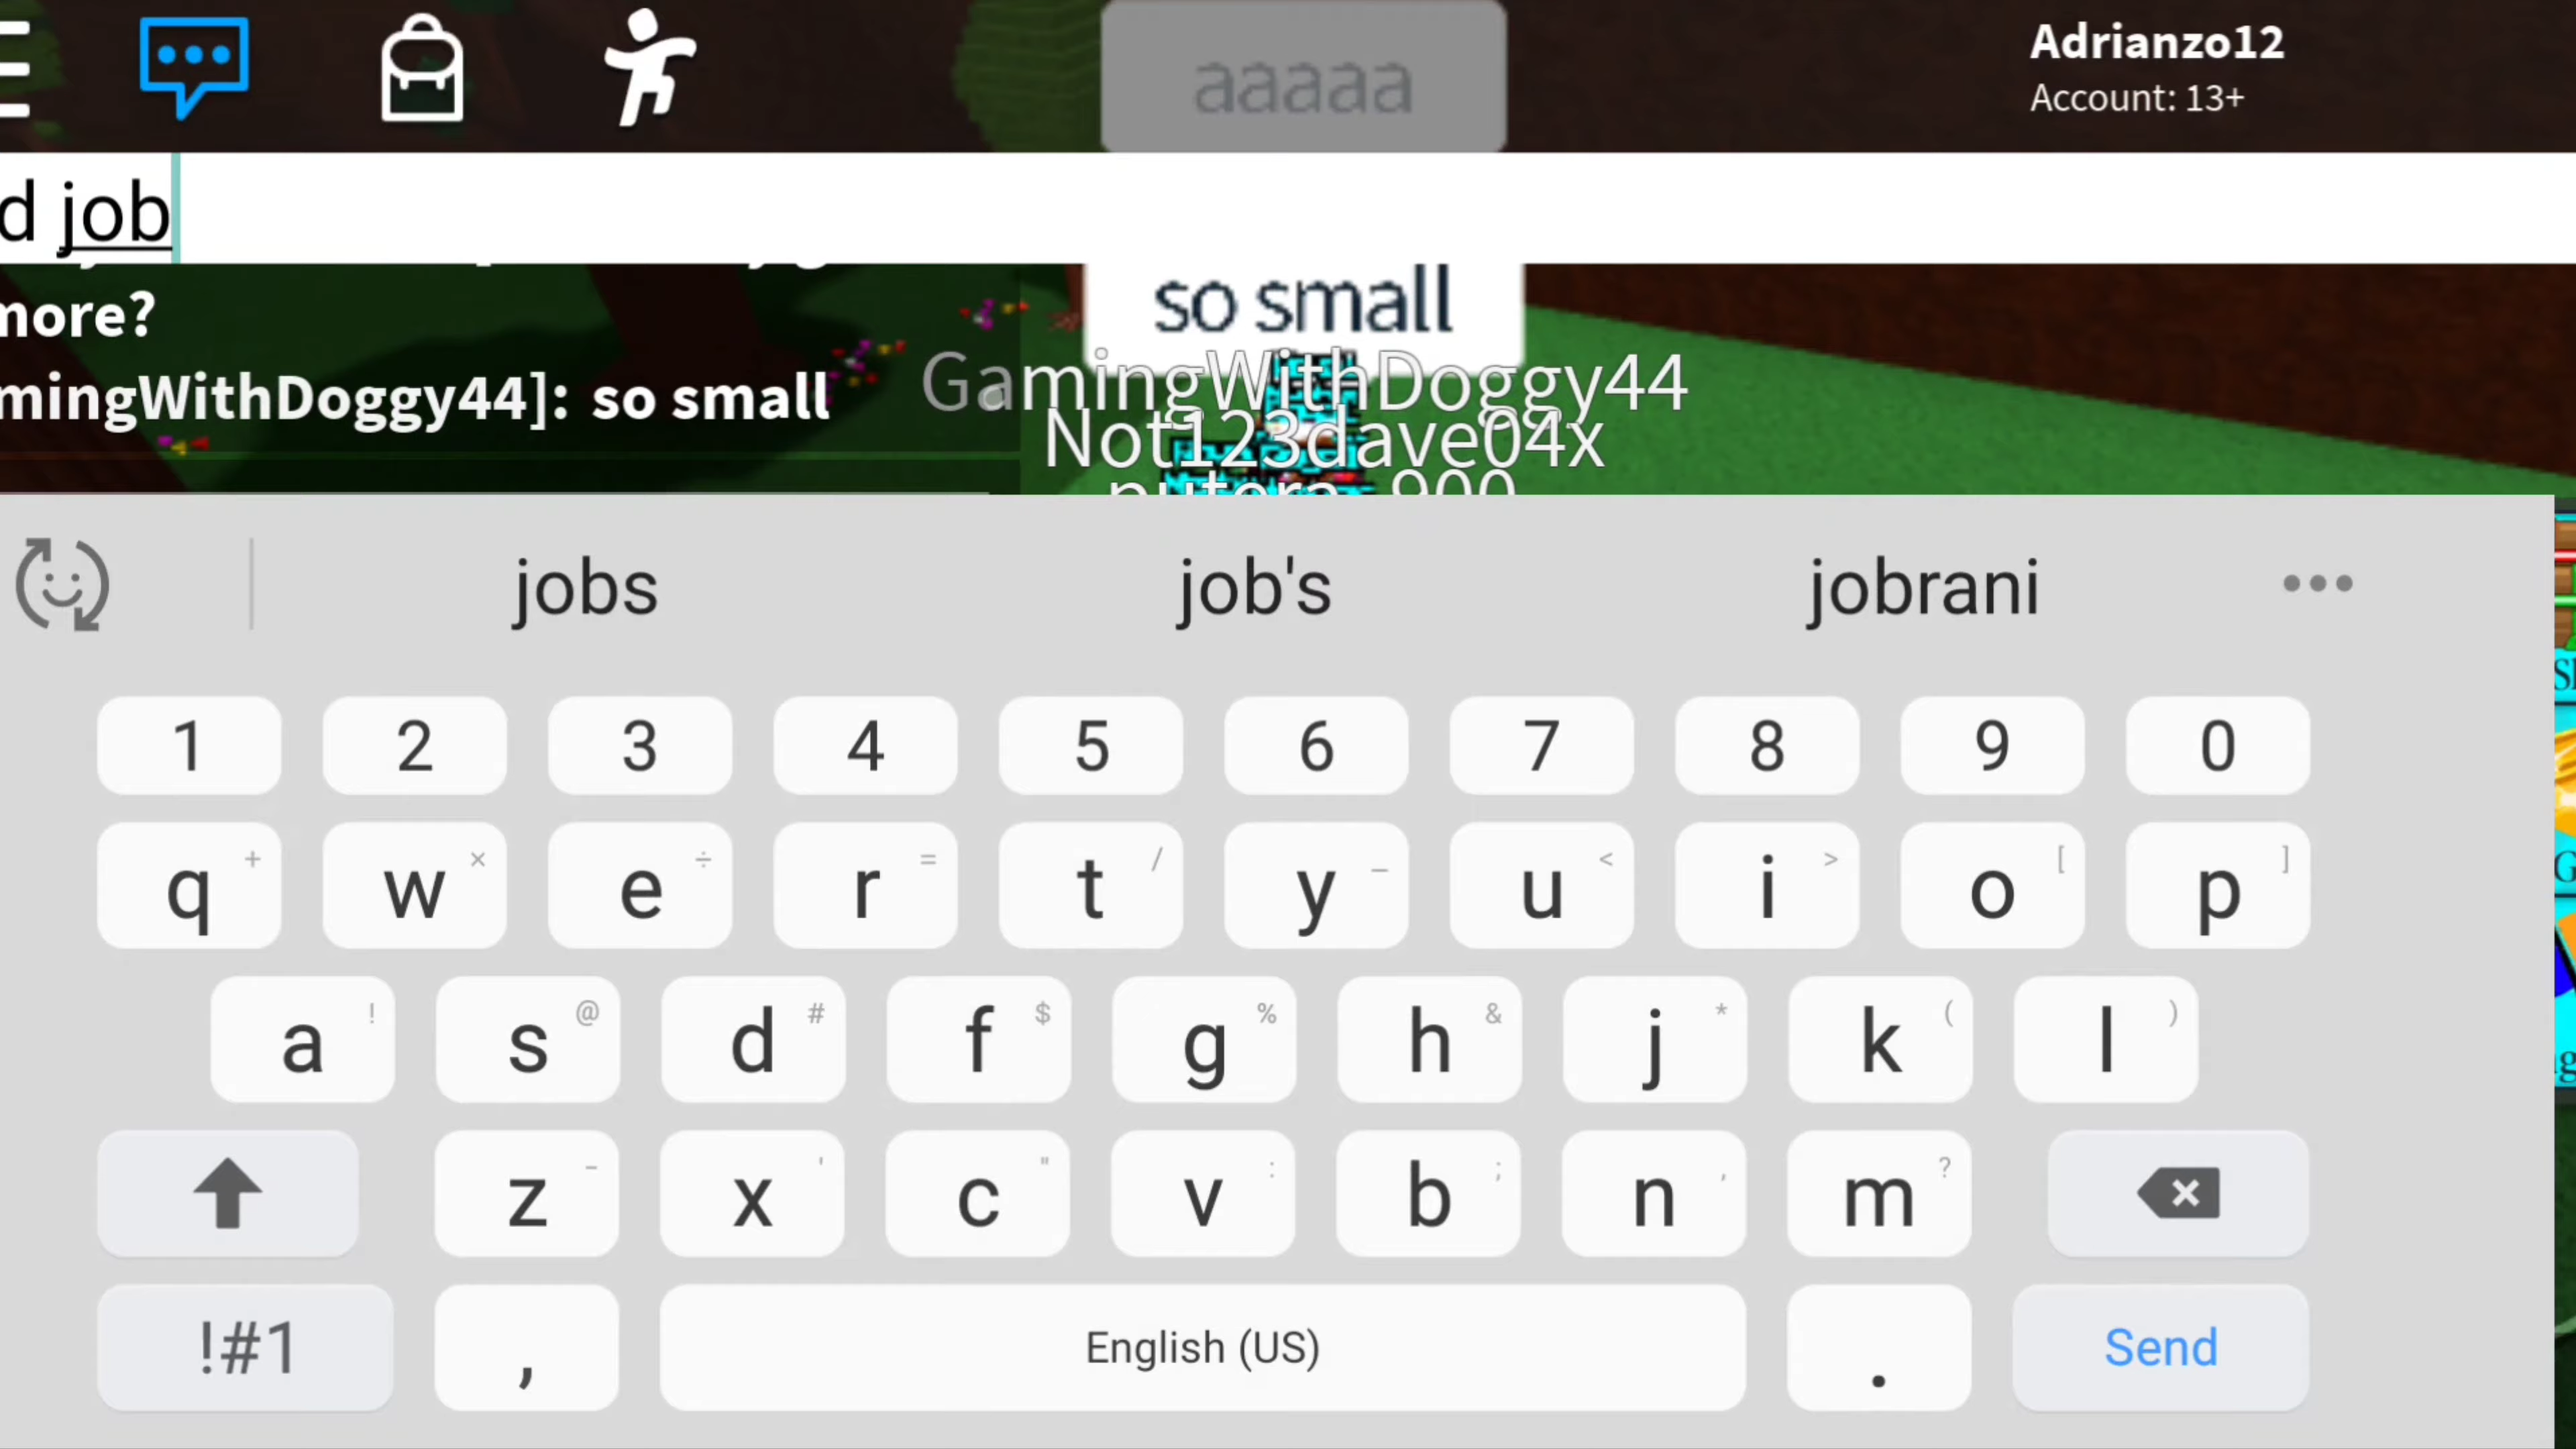 aaaaa
Adrianzo12
Account: 13+
d job
so small
more?
mingWithDoggy44]: so small
GamingWithDoggy44
Not123dave04x
jobs job's jobrani
1 2 3 4 5 6 7 8 9 0
q + w × e ÷ r = t / y _ u < i > o [ p ]
a ! s @ d # f $ g % h & j * k ( l )
z - x ' c " v : b ; n , m ?
!#1 , English (US) . Send